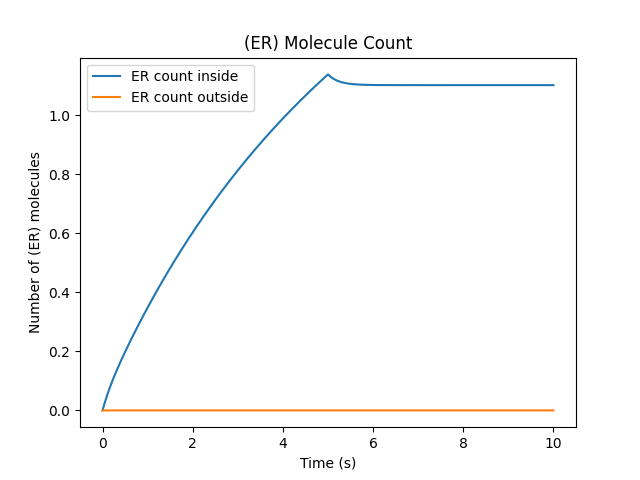 (ER) Molecule Count
ER count inside
ER count outside
Number of (ER) molecules
1.0
0.8
0.6
0.4
0.2
0.0
0 2 4 6 8 10
Time (s)